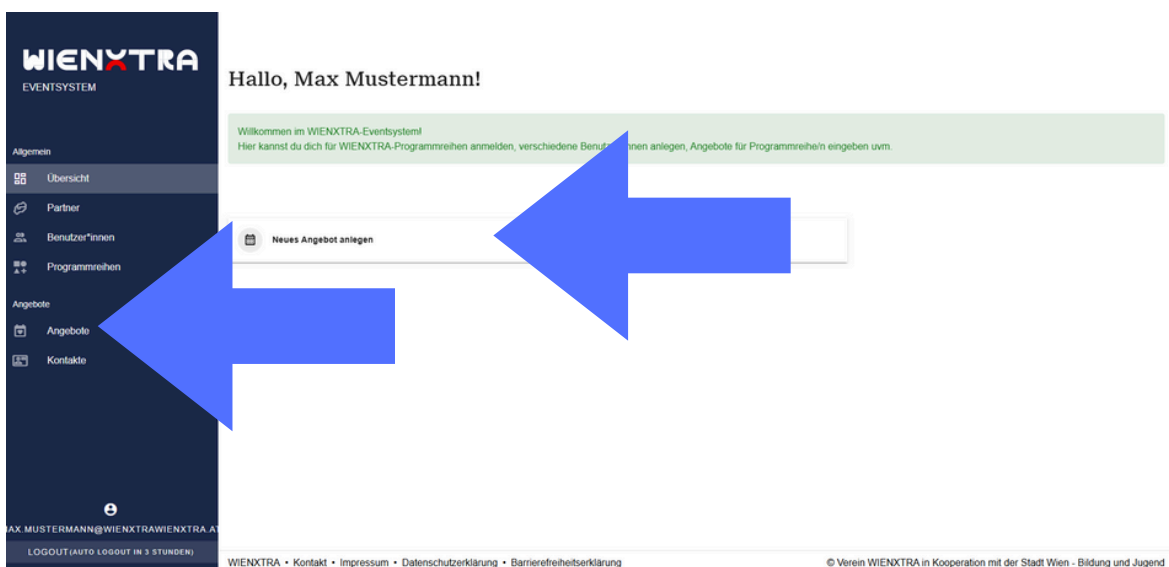 WIENXTRA
EVENTSYSTEM
Allgemein
Übersicht
Partner
Benutzer*innen
Programmreihen
Angebote
Angebote
Kontakte
MAX.MUSTERMANN@WIENXTRAWIENXTRA.AT
LOGOUT (AUTO LOGOUT IN 3 STUNDEN)
Hallo, Max Mustermann!
Willkommen im WIENXTRA-Eventsystem!
Hier kannst du dich für WIENXTRA-Programmreihen anmelden, verschiedene anlegen, Angebote für Programmreihe/n eingeben uvm.
Neues Angebot anlegen
WIENXTRA • Kontakt • Impressum • Datenschutzerklärung • Barrierefreiheitserklärung
© Verein WIENXTRA in Kooperation mit der Stadt Wien - Bildung und Jugend